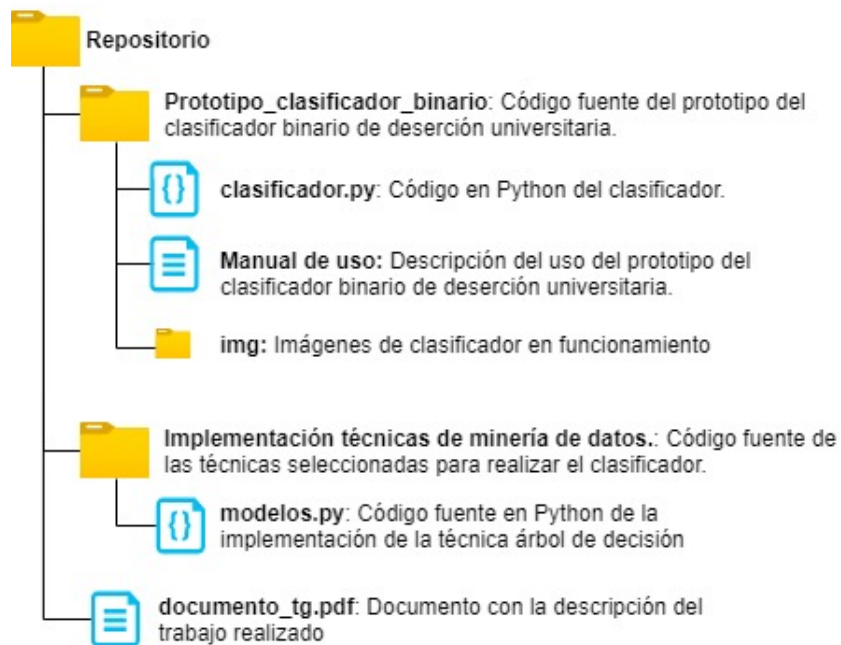 Repositorio
Prototipo_clasificador_binario: Código fuente del prototipo del
clasificador binario de deserción universitaria.
{} clasificador.py: Código en Python del clasificador.
Manual de uso: Descripción del uso del prototipo del
clasificador binario de deserción universitaria.
img: Imágenes de clasificador en funcionamiento
Implementación técnicas de minería de datos.: Código fuente de
las técnicas seleccionadas para realizar el clasificador.
{} modelos.py: Código fuente en Python de la
implementación de la técnica árbol de decisión
documento_tg.pdf: Documento con la descripción del
trabajo realizado